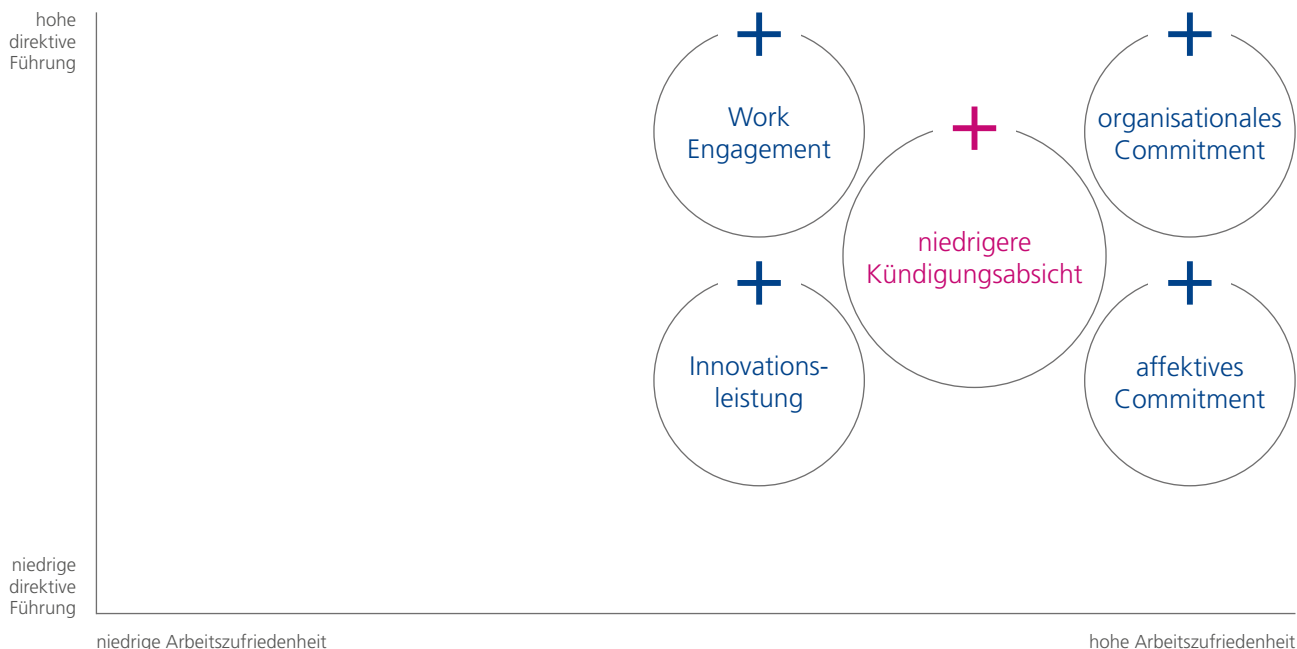 hohe
direktive
Führung
Work
Engagement
organisationales
Commitment
niedrigere
Kündigungsabsicht
Innovations-
leistung
affektives
Commitment
niedrige
direktive
Führung
niedrige Arbeitszufriedenheit
hohe Arbeitszufriedenheit